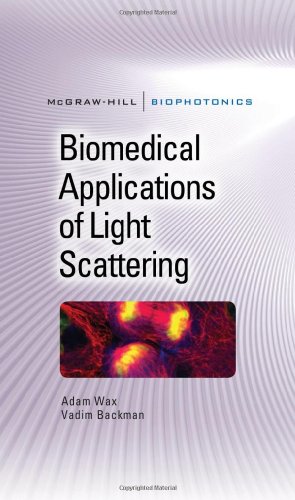 McGRAW-HILL | BIOPHOTONICS
Biomedical
Applications
of Light
Scattering
Adam Wax
Vadim Backman